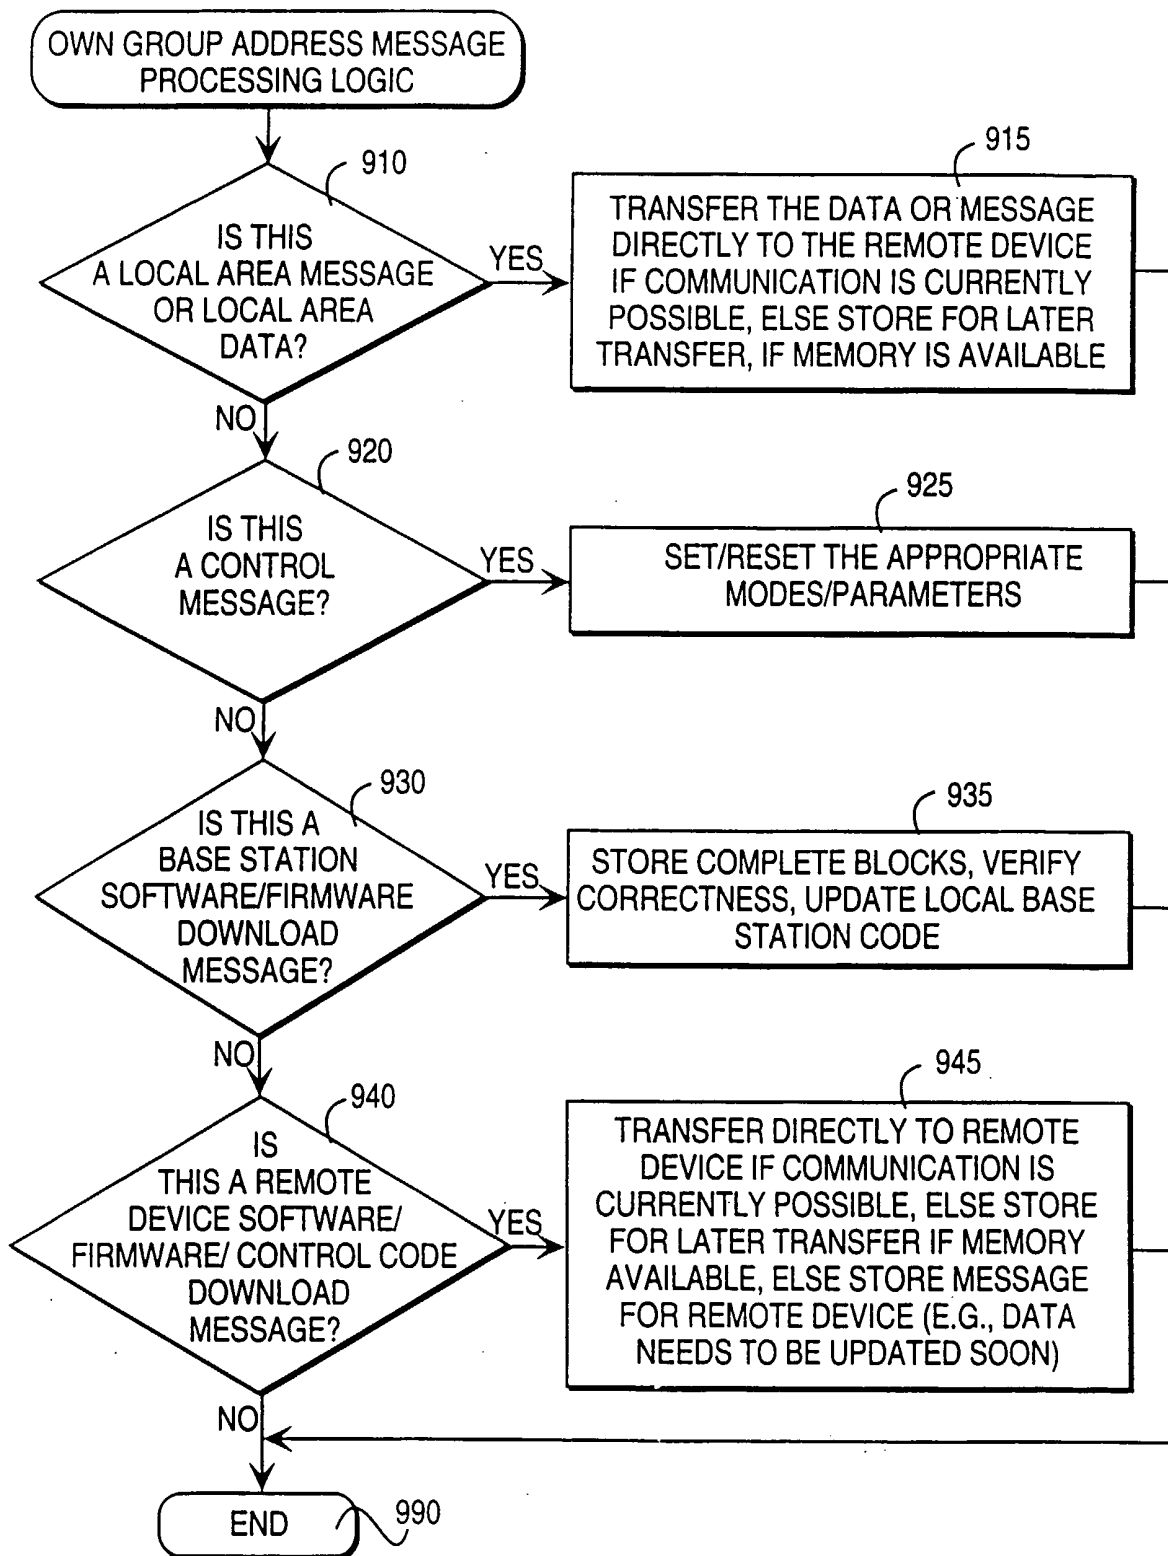 OWN GROUP ADDRESS MESSAGE
PROCESSING LOGIC
910
IS THIS
A LOCAL AREA MESSAGE
OR LOCAL AREA
DATA?
YES
NO
915
TRANSFER THE DATA OR MESSAGE
DIRECTLY TO THE REMOTE DEVICE
IF COMMUNICATION IS CURRENTLY
POSSIBLE, ELSE STORE FOR LATER
TRANSFER, IF MEMORY IS AVAILABLE
920
IS THIS
A CONTROL
MESSAGE?
YES
NO
925
SET/RESET THE APPROPRIATE
MODES/PARAMETERS
930
IS THIS A
BASE STATION
SOFTWARE/FIRMWARE
DOWNLOAD
MESSAGE?
YES
NO
935
STORE COMPLETE BLOCKS, VERIFY
CORRECTNESS, UPDATE LOCAL BASE
STATION CODE
940
IS
THIS A REMOTE
DEVICE SOFTWARE/
FIRMWARE/ CONTROL CODE
DOWNLOAD
MESSAGE?
YES
NO
945
TRANSFER DIRECTLY TO REMOTE
DEVICE IF COMMUNICATION IS
CURRENTLY POSSIBLE, ELSE STORE
FOR LATER TRANSFER IF MEMORY
AVAILABLE, ELSE STORE MESSAGE
FOR REMOTE DEVICE (E.G., DATA
NEEDS TO BE UPDATED SOON)
END
990